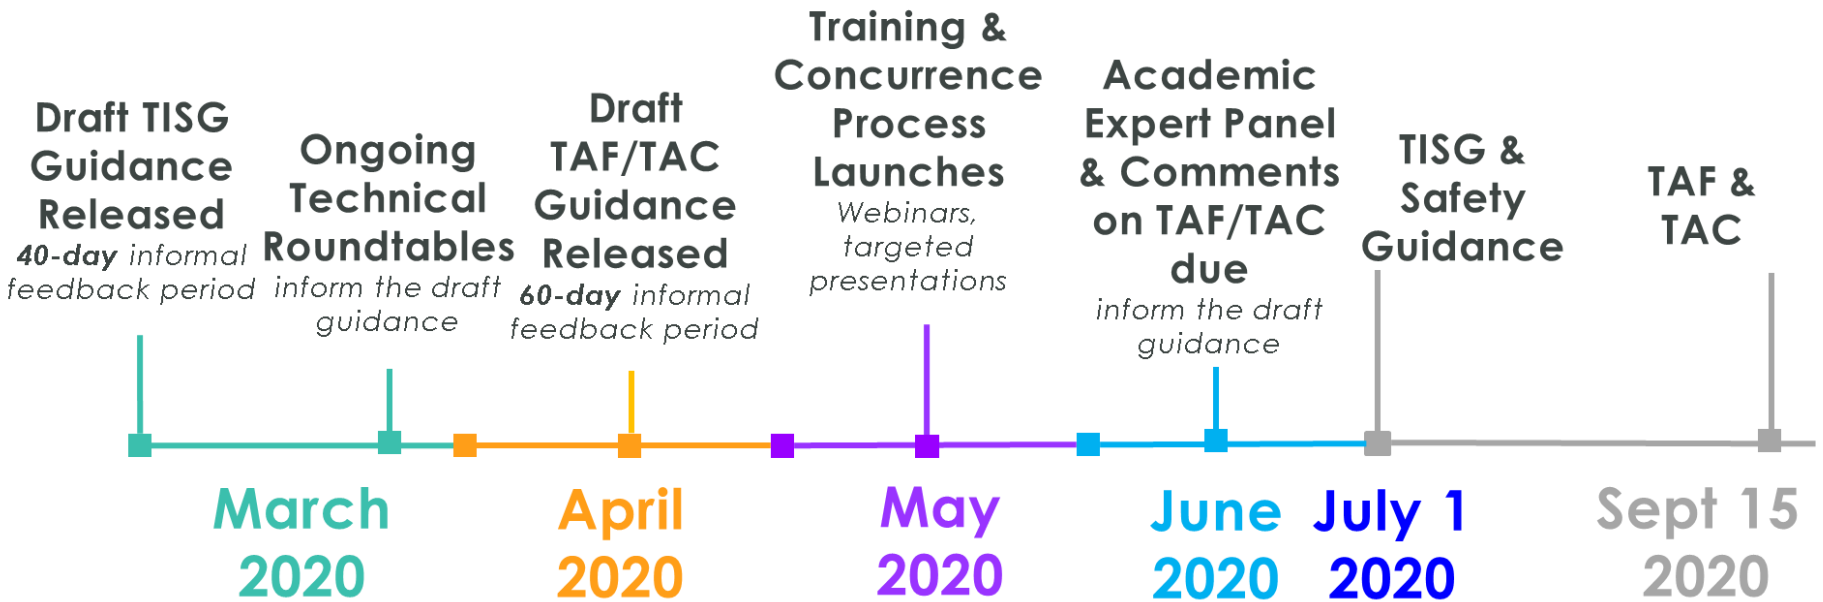 Draft TISG
Guidance
Released
40-day informal
feedback period
Ongoing
Technical
Roundtables
inform the draft
guidance
Draft
TAF/TAC
Guidance
Released
60-day informal
feedback period
Training &
Concurrence
Process
Launches
Webinars,
targeted
presentations
Academic
Expert Panel
& Comments
on TAF/TAC
due
inform the draft
guidance
TISG &
Safety
Guidance
TAF &
TAC
March
2020
April
2020
May
2020
June
2020
July 1
2020
Sept 15
2020